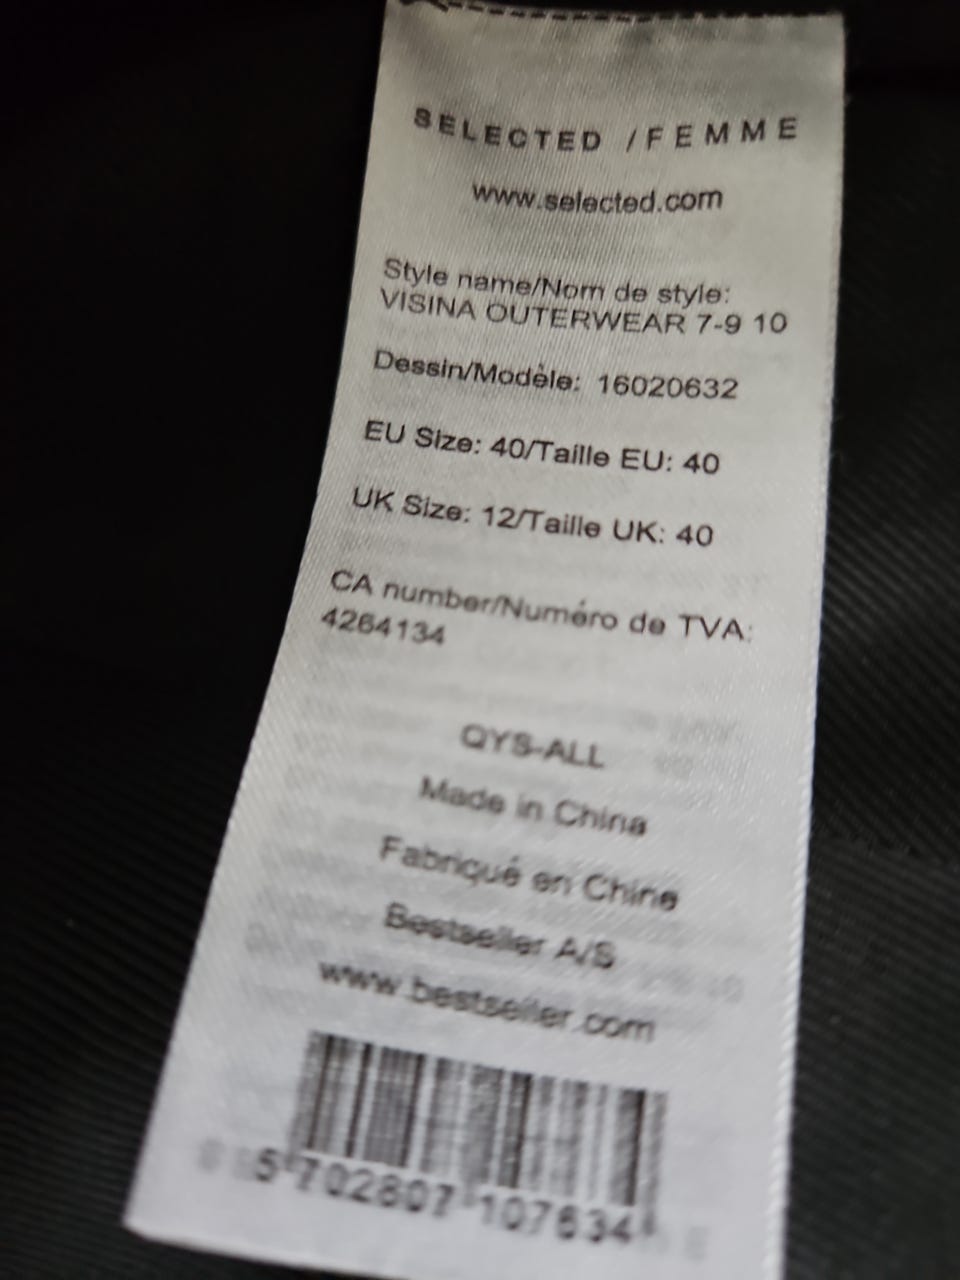 SELECTED /FEMME
www.selected.com
Style name/Nom de style:
VISINA OUTERWEAR 7-9 10
Dessin/Modèle: 16020632
EU Size: 40/Taille EU: 40
UK Size: 12/Taille UK: 40
CA number/Numéro de TVA:
4264134
QYS-ALL
Made in China
Fabriqué en Chine
Bestseller A/S
www.bestseller.com
5 702807 107634